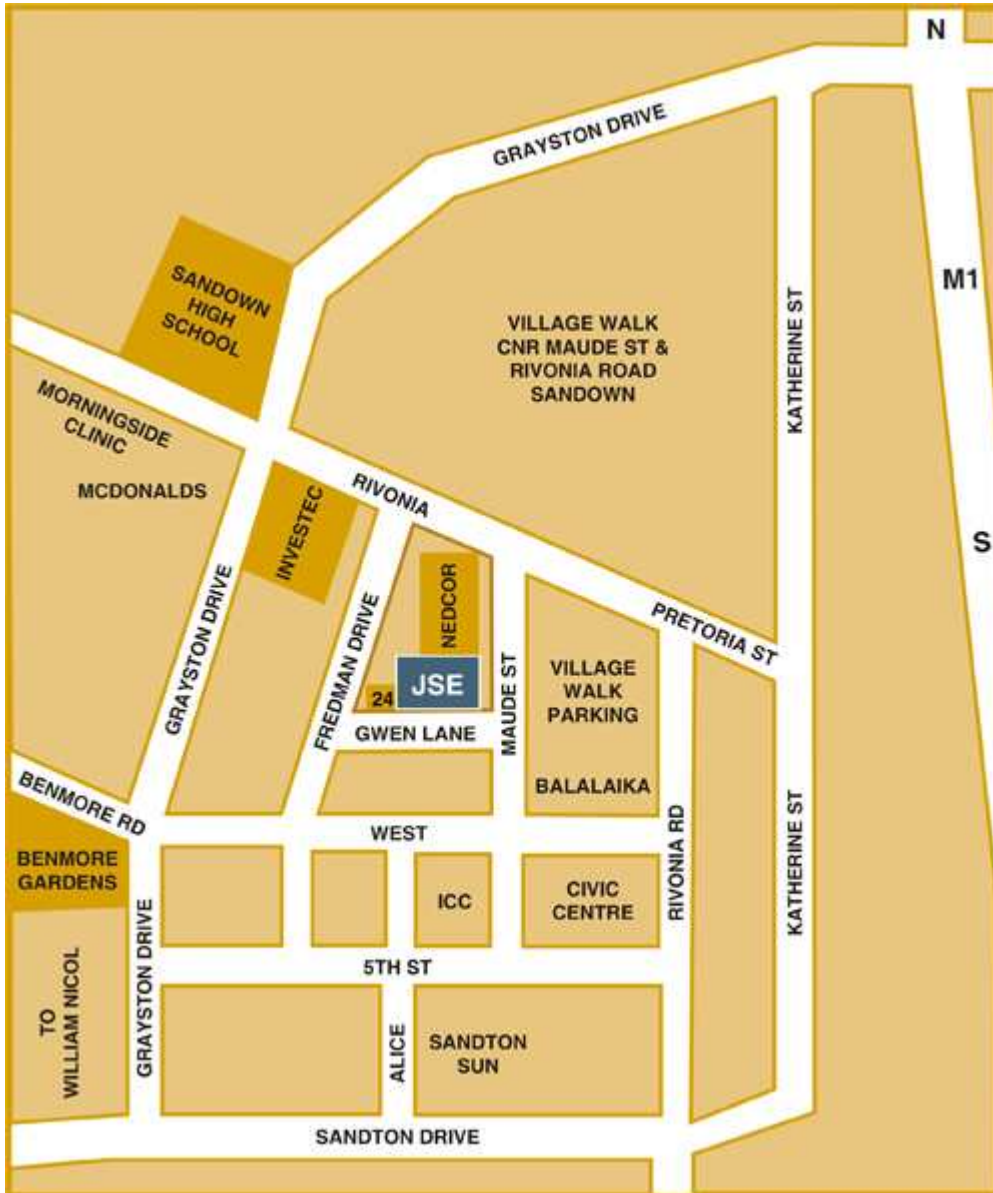 N
GRAYSTON DRIVE
M1
SANDOWN
HIGH
SCHOOL
VILLAGE WALK
CNR MAUDE ST &
RIVONIA ROAD
SANDOWN
KATHERINE ST
MORNINGSIDE
CLINIC
MCDONALDS
RIVONIA
INVESTEC
S
GRAYSTON DRIVE
FREDMAN DRIVE
NEDCOR
PRETORIA ST
JSE
24
MAUDE ST
VILLAGE
WALK
PARKING
GWEN LANE
BALALAIKA
BENMORE RD
WEST
RIVONIA RD
KATHERINE ST
BENMORE
GARDENS
ICC
CIVIC
CENTRE
GRAYSTON DRIVE
5TH ST
TO
WILLIAM NICOL
ALICE
SANDTON
SUN
SANDTON DRIVE